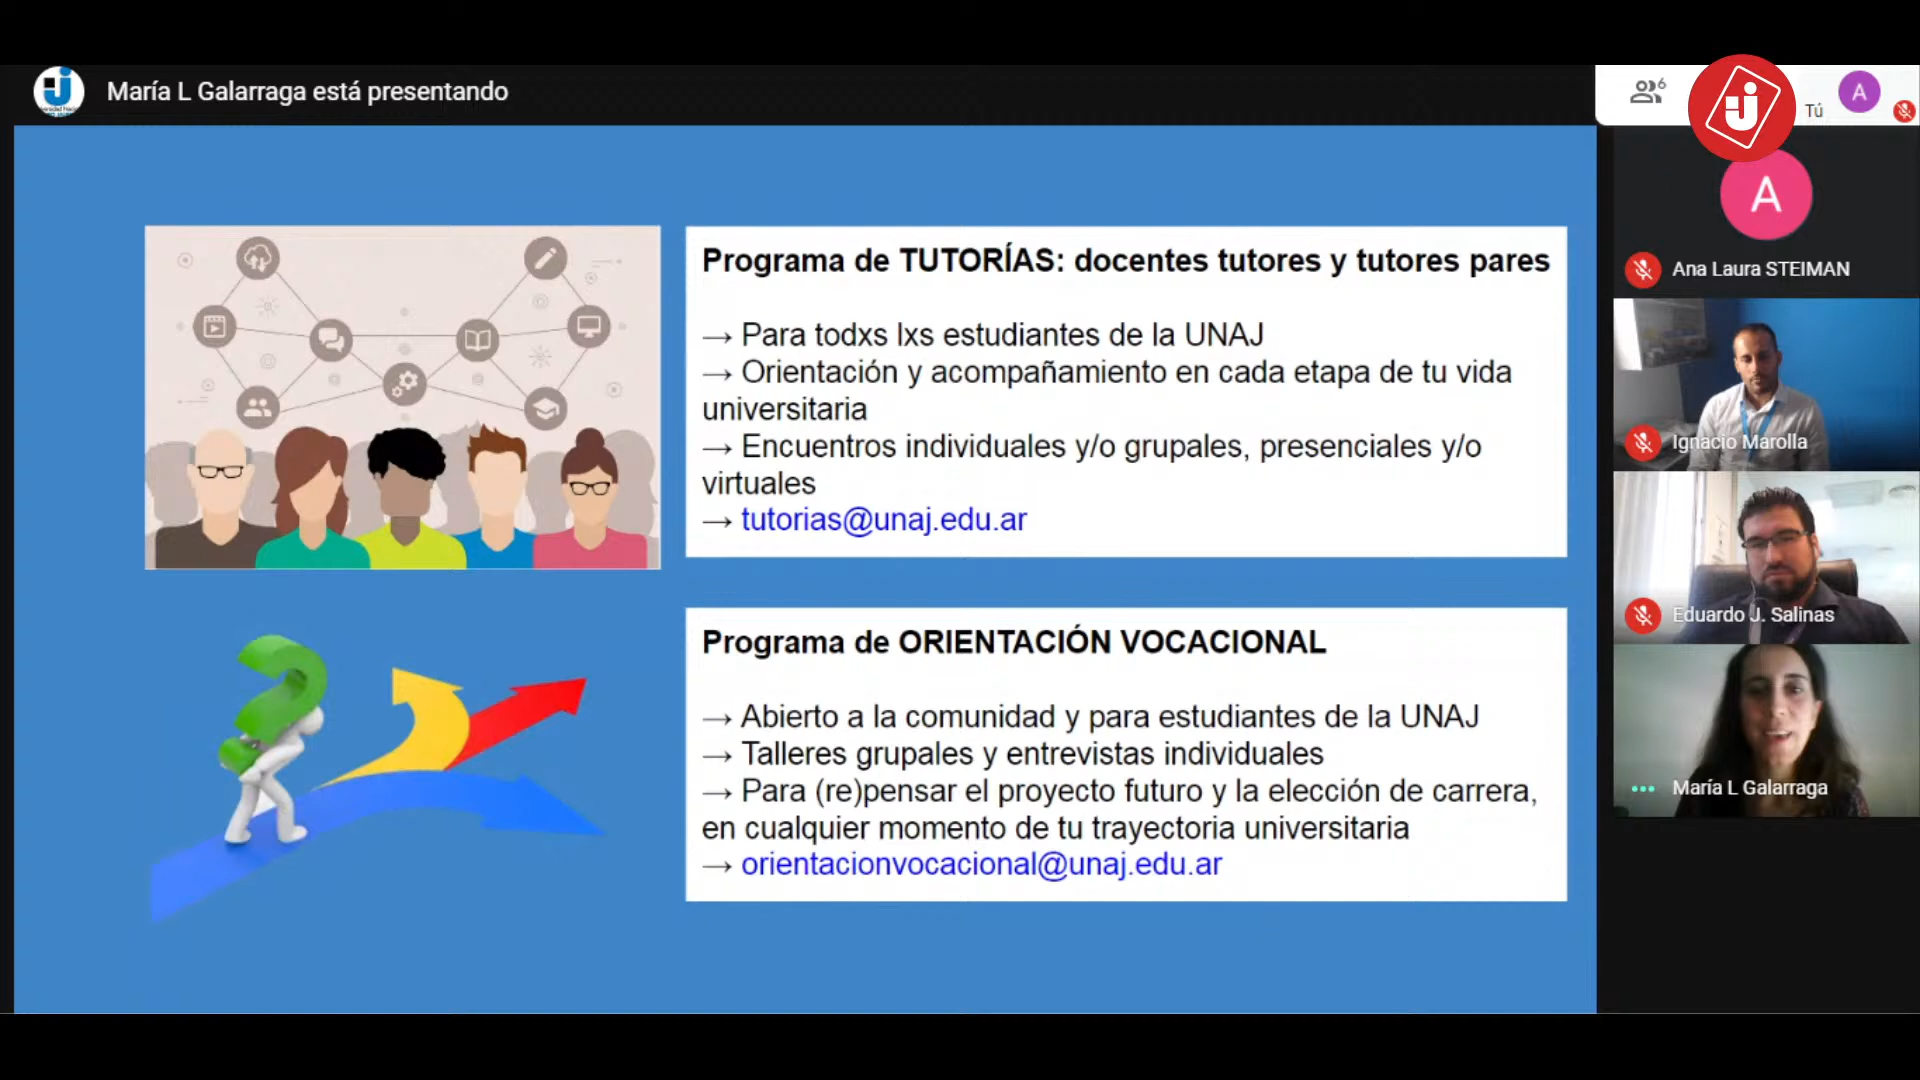 María L Galarraga está presentando
6
Tú
A
A
Ana Laura STEIMAN
Ignacio Marolla
Eduardo J. Salinas
María L Galarraga
Programa de TUTORÍAS: docentes tutores y tutores pares
→ Para todxs lxs estudiantes de la UNAJ
→ Orientación y acompañamiento en cada etapa de tu vida
universitaria
→ Encuentros individuales y/o grupales, presenciales y/o
virtuales
→ tutorias@unaj.edu.ar
Programa de ORIENTACIÓN VOCACIONAL
→ Abierto a la comunidad y para estudiantes de la UNAJ
→ Talleres grupales y entrevistas individuales
→ Para (re)pensar el proyecto futuro y la elección de carrera,
en cualquier momento de tu trayectoria universitaria
→ orientacionvocacional@unaj.edu.ar